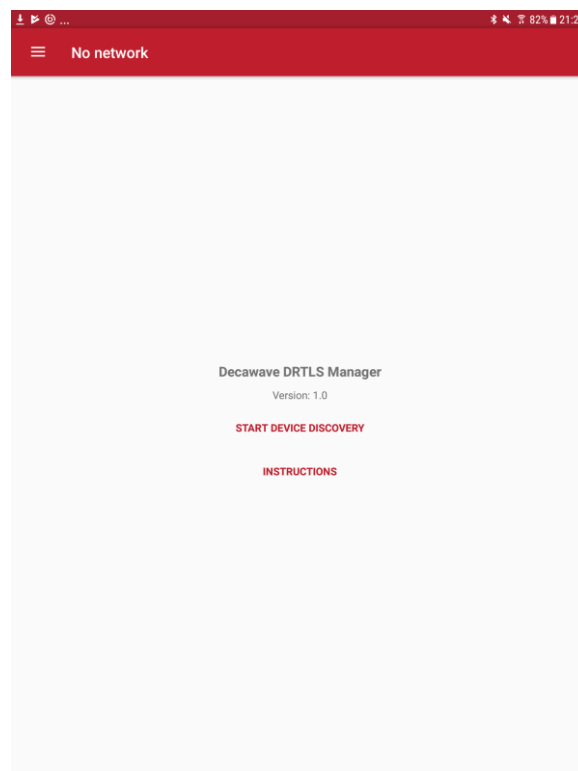 ... 82% 21:2
No network
Decawave DRTLS Manager
Version: 1.0
START DEVICE DISCOVERY
INSTRUCTIONS